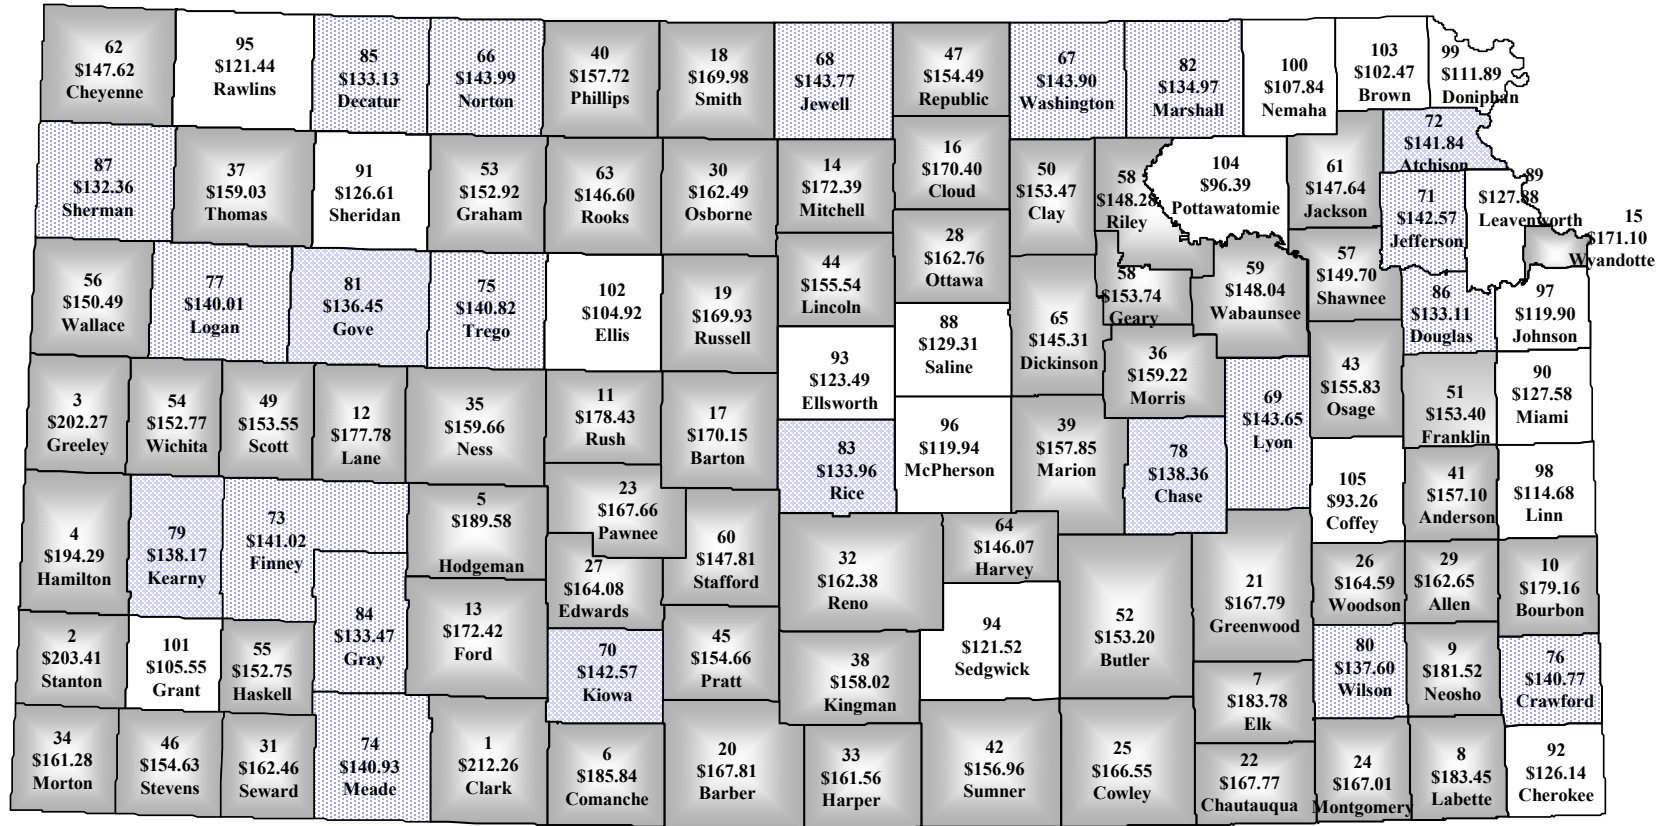 62
$147.62
Cheyenne
95
$121.44
Rawlins
85
$133.13
Decatur
66
$143.99
Norton
40
$157.72
Phillips
18
$169.98
Smith
68
$143.77
Jewell
47
$154.49
Republic
67
$143.90
Washington
82
$134.97
Marshall
100
$107.84
Nemaha
103
$102.47
Brown
99
$111.89
Doniphan
87
$132.36
Sherman
37
$159.03
Thomas
91
$126.61
Sheridan
53
$152.92
Graham
63
$146.60
Rooks
30
$162.49
Osborne
14
$172.39
Mitchell
16
$170.40
Cloud
50
$153.47
Clay
58
$148.28
Riley
104
$96.39
Pottawatomie
61
$147.64
Jackson
72
$141.84
Atchison
71
$142.57
Jefferson
89
$127.88
Leavenworth
15
$171.10
Wyandotte
56
$150.49
Wallace
77
$140.01
Logan
81
$136.45
Gove
75
$140.82
Trego
102
$104.92
Ellis
19
$169.93
Russell
44
$155.54
Lincoln
28
$162.76
Ottawa
88
$129.31
Saline
65
$145.31
Dickinson
58
$153.74
Geary
59
$148.04
Wabaunsee
57
$149.70
Shawnee
86
$133.11
Douglas
97
$119.90
Johnson
3
$202.27
Greeley
54
$152.77
Wichita
49
$153.55
Scott
12
$177.78
Lane
35
$159.66
Ness
11
$178.43
Rush
17
$170.15
Barton
93
$123.49
Ellsworth
83
$133.96
Rice
96
$119.94
McPherson
39
$157.85
Marion
36
$159.22
Morris
78
$138.36
Chase
69
$143.65
Lyon
43
$155.83
Osage
51
$153.40
Franklin
90
$127.58
Miami
4
$194.29
Hamilton
79
$138.17
Kearny
73
$141.02
Finney
5
$189.58
Hodgeman
23
$167.66
Pawnee
27
$164.08
Edwards
60
$147.81
Stafford
32
$162.38
Reno
64
$146.07
Harvey
52
$153.20
Butler
21
$167.79
Greenwood
105
$93.26
Coffey
41
$157.10
Anderson
98
$114.68
Linn
26
$164.59
Woodson
29
$162.65
Allen
10
$179.16
Bourbon
2
$203.41
Stanton
101
$105.55
Grant
55
$152.75
Haskell
84
$133.47
Gray
13
$172.42
Ford
70
$142.57
Kiowa
45
$154.66
Pratt
38
$158.02
Kingman
94
$121.52
Sedgwick
7
$183.78
Elk
80
$137.60
Wilson
9
$181.52
Neosho
76
$140.77
Crawford
34
$161.28
Morton
46
$154.63
Stevens
31
$162.46
Seward
74
$140.93
Meade
1
$212.26
Clark
6
$185.84
Comanche
20
$167.81
Barber
33
$161.56
Harper
42
$156.96
Sumner
25
$166.55
Cowley
22
$167.77
Chautauqua
24
$167.01
Montgomery
8
$183.45
Labette
92
$126.14
Cherokee